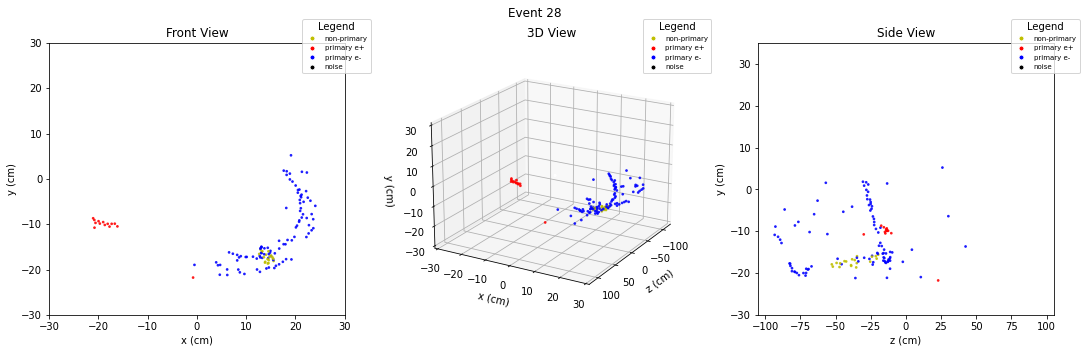 Event 28
Front View
Legend
non-primary
primary e+
primary e-
noise
30
20
10
0
−10
−20
−30
y (cm)
−30
−20
−10
0
10
20
30
x (cm)
3D View
Legend
non-primary
primary e+
primary e-
noise
30
20
10
0
−10
−20
−30
y (cm)
−30
−20
−10
0
10
20
30
x (cm)
−100
−50
0
50
100
z (cm)
Side View
Legend
non-primary
primary e+
primary e-
noise
30
20
10
0
−10
−20
−30
y (cm)
−100
−75
−50
−25
0
25
50
75
100
z (cm)